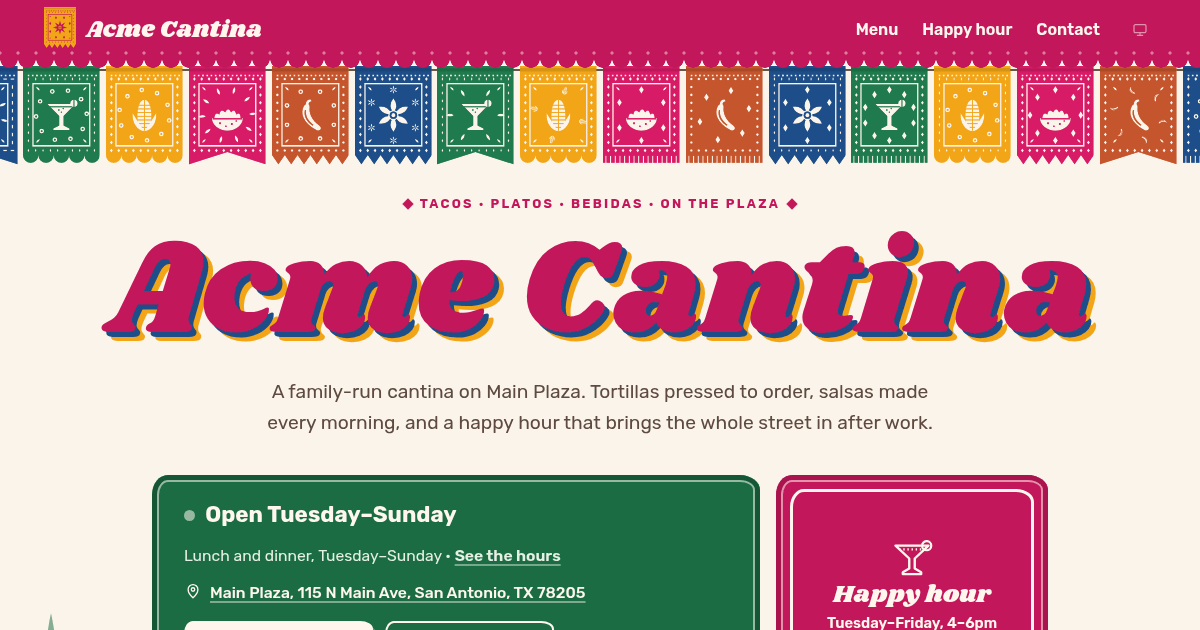 Acme Cantina
Menu Happy hour Contact
◆ TACOS • PLATOS • BEBIDAS • ON THE PLAZA ◆
Acme Cantina
A family-run cantina on Main Plaza. Tortillas pressed to order, salsas made
every morning, and a happy hour that brings the whole street in after work.
Open Tuesday–Sunday
Lunch and dinner, Tuesday–Sunday • See the hours
Main Plaza, 115 N Main Ave, San Antonio, TX 78205
Happy hour
Tuesday–Friday, 4–6pm